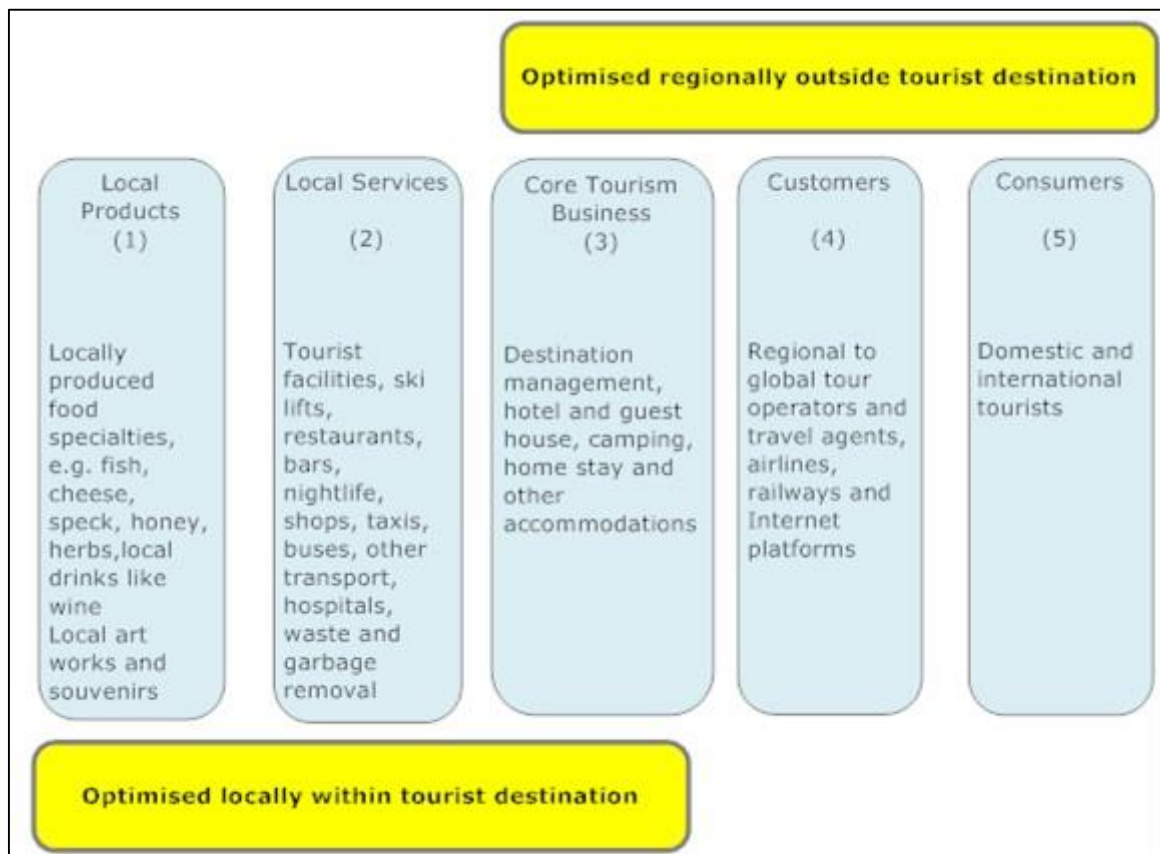 Optimised regionally outside tourist destination
Local
Products
(1)
Locally
produced
food
specialties,
e.g. fish,
cheese,
speck, honey,
herbs,local
drinks like
wine
Local art
works and
souvenirs
Local Services
(2)
Tourist
facilities, ski
lifts,
restaurants,
bars,
nightlife,
shops, taxis,
buses, other
transport,
hospitals,
waste and
garbage
removal
Core Tourism
Business
(3)
Destination
management,
hotel and guest
house, camping,
home stay and
other
accommodations
Customers
(4)
Regional to
global tour
operators and
travel agents,
airlines,
railways and
Internet
platforms
Consumers
(5)
Domestic and
international
tourists
Optimised locally within tourist destination